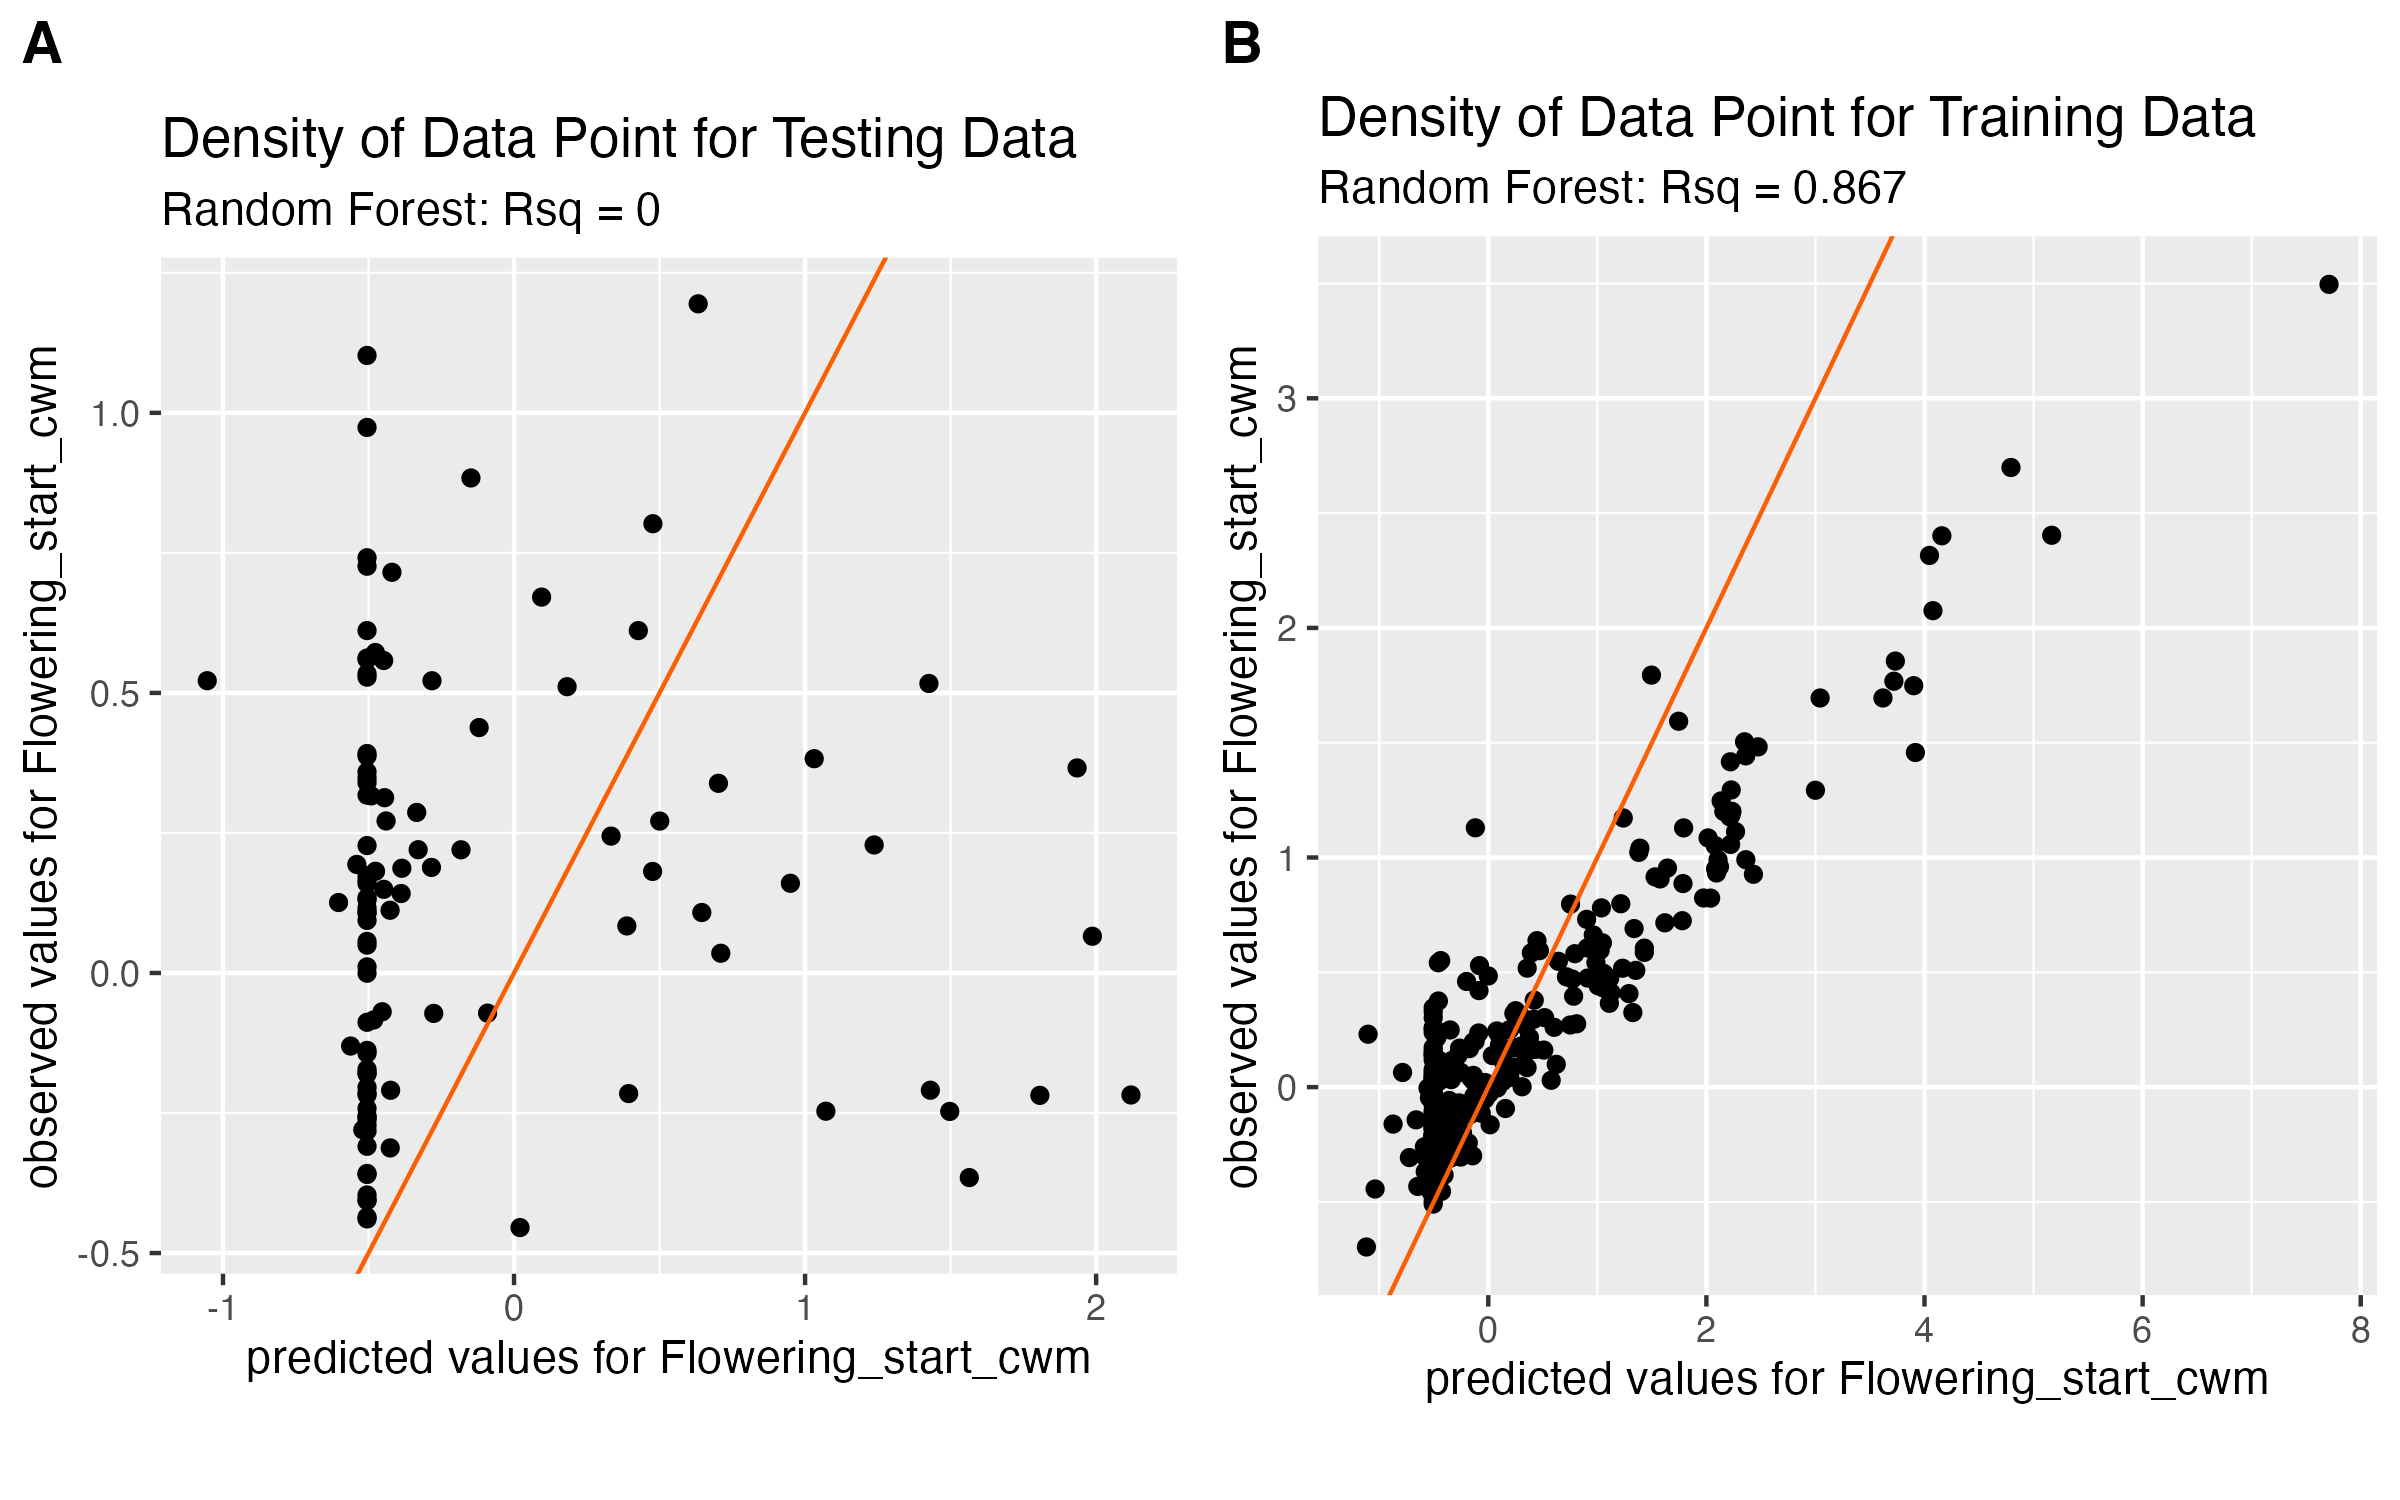 A
Density of Data Point for Testing Data
Random Forest: Rsq = 0
observed values for Flowering_start_cwm
1.0
0.5
0.0
-0.5
-1
0
1
2
predicted values for Flowering_start_cwm
B
Density of Data Point for Training Data
Random Forest: Rsq = 0.867
observed values for Flowering_start_cwm
3
2
1
0
0
2
4
6
8
predicted values for Flowering_start_cwm